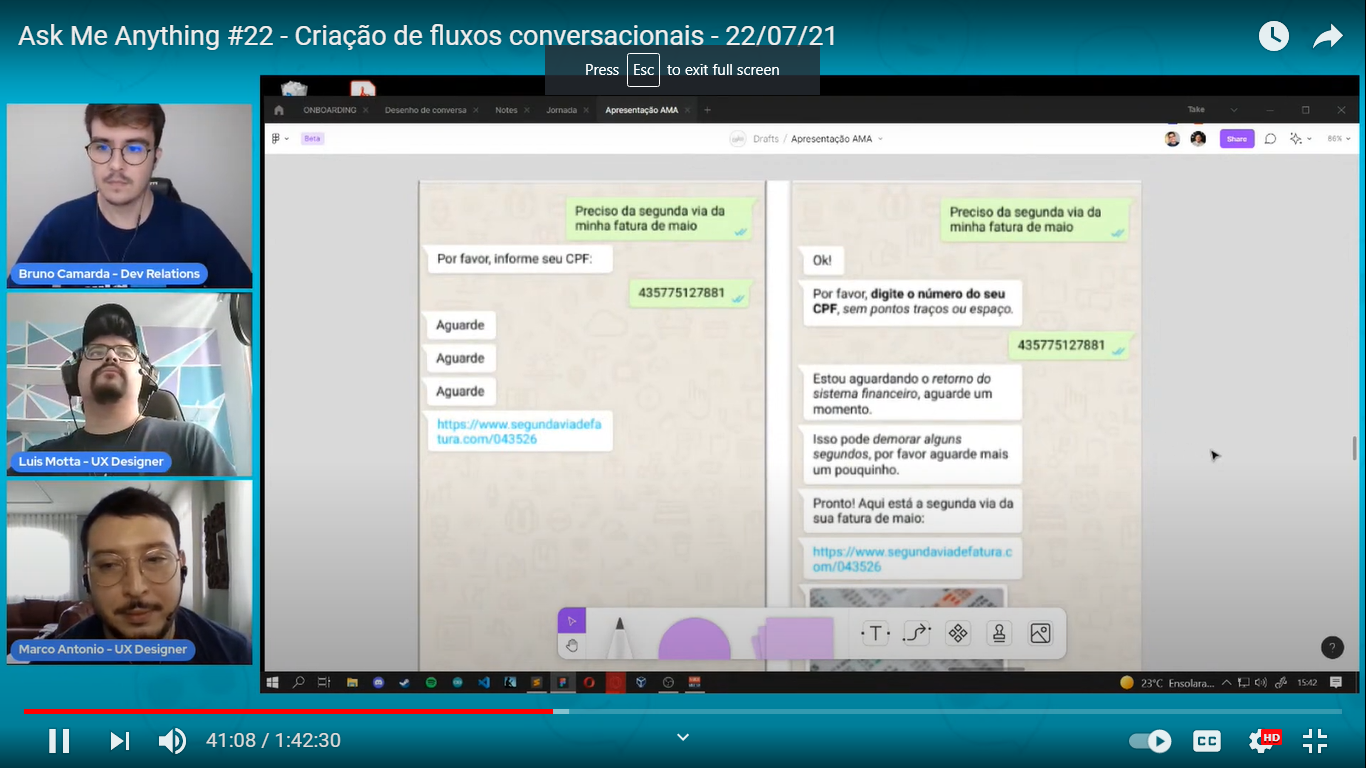 Ask Me Anything #22 - Criação de fluxos conversacionais - 22/07/21
Press Esc to exit full screen
ONBOARDING
Desenho de conversa
Notes
Jornada
Apresentação AMA
Take
Beta
Drafts / Apresentação AMA
Share
86%
Bruno Camarda - Dev Relations
Luis Motta - UX Designer
Marco Antonio - UX Designer
Preciso da segunda via da
minha fatura de maio
Por favor, informe seu CPF:
435775127881
Aguarde
Aguarde
Aguarde
https://www.segundaviadefa
tura.com/043526
Preciso da segunda via da
minha fatura de maio
Ok!
Por favor, digite o número do seu
CPF, sem pontos traços ou espaço.
435775127881
Estou aguardando o retorno do
sistema financeiro, aguarde um
momento.
Isso pode demorar alguns
segundos, por favor aguarde mais
um pouquinho.
Pronto! Aqui está a segunda via da
sua fatura de maio:
https://www.segundaviadefatura.c
om/043526
T
?
23°C Ensolara...
15:42
41:08 / 1:42:30
CC
HD